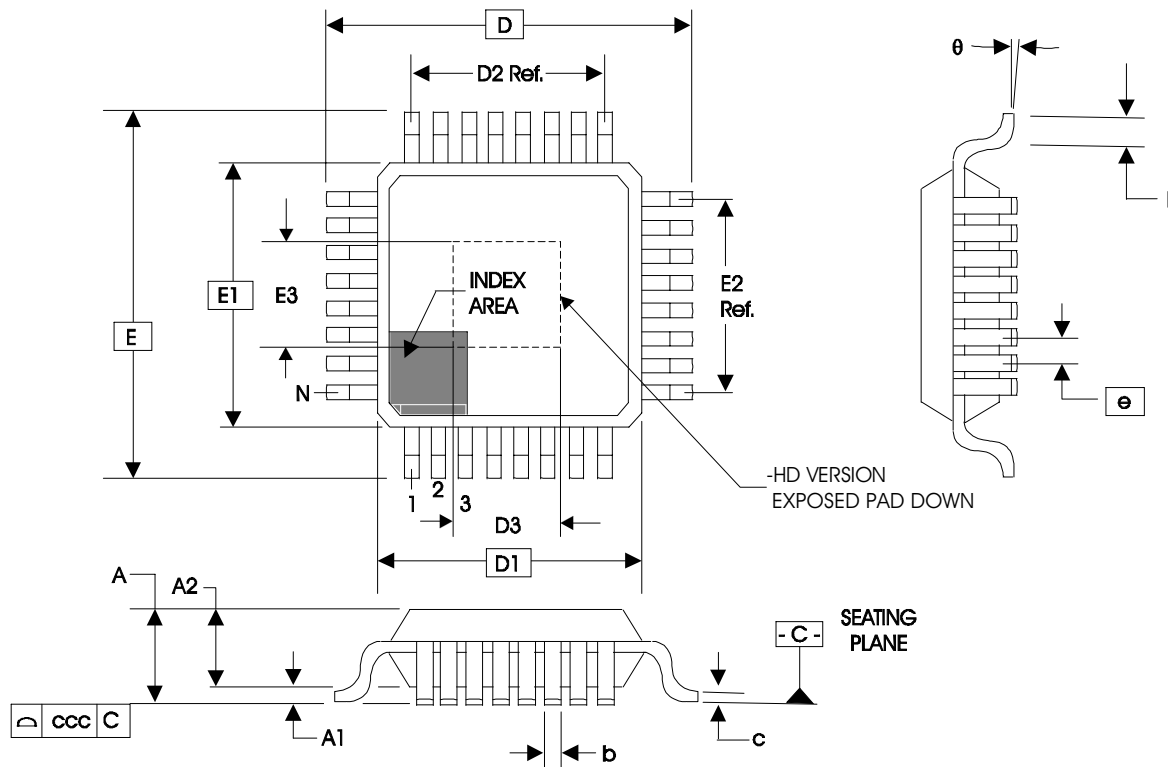 D
θ
D2 Ref.
E
E1
E3
INDEX
AREA
E2
Ref.
N
e
1
2
3
D3
D1
-HD VERSION
EXPOSED PAD DOWN
A
A2
- C -
SEATING
PLANE
⌓ ccc C
A1
b
c